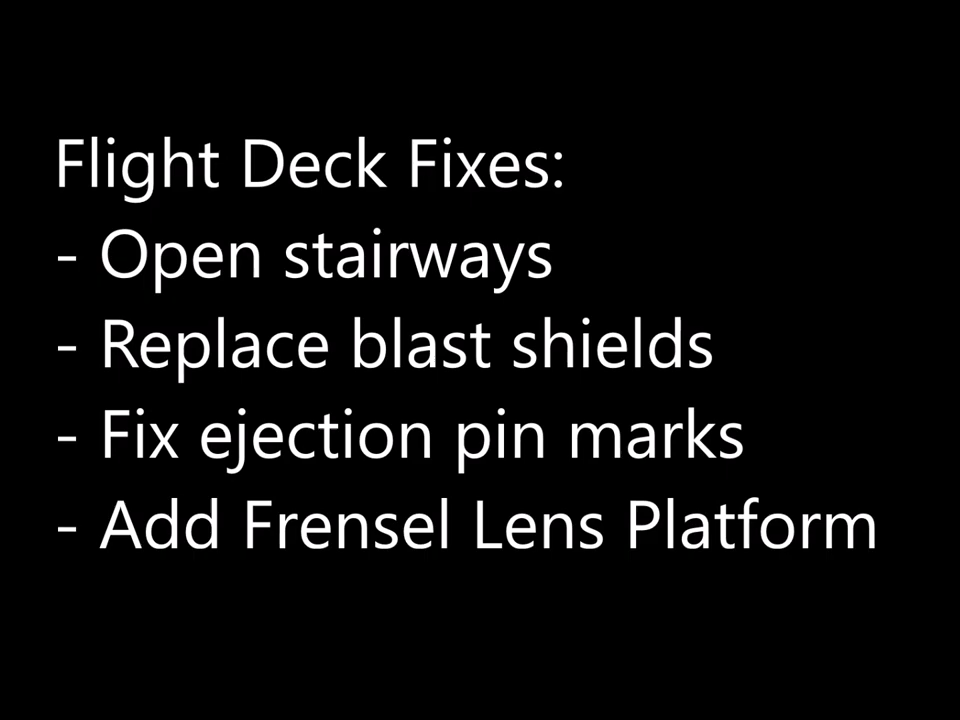 Flight Deck Fixes:
- Open stairways
- Replace blast shields
- Fix ejection pin marks
- Add Frensel Lens Platform